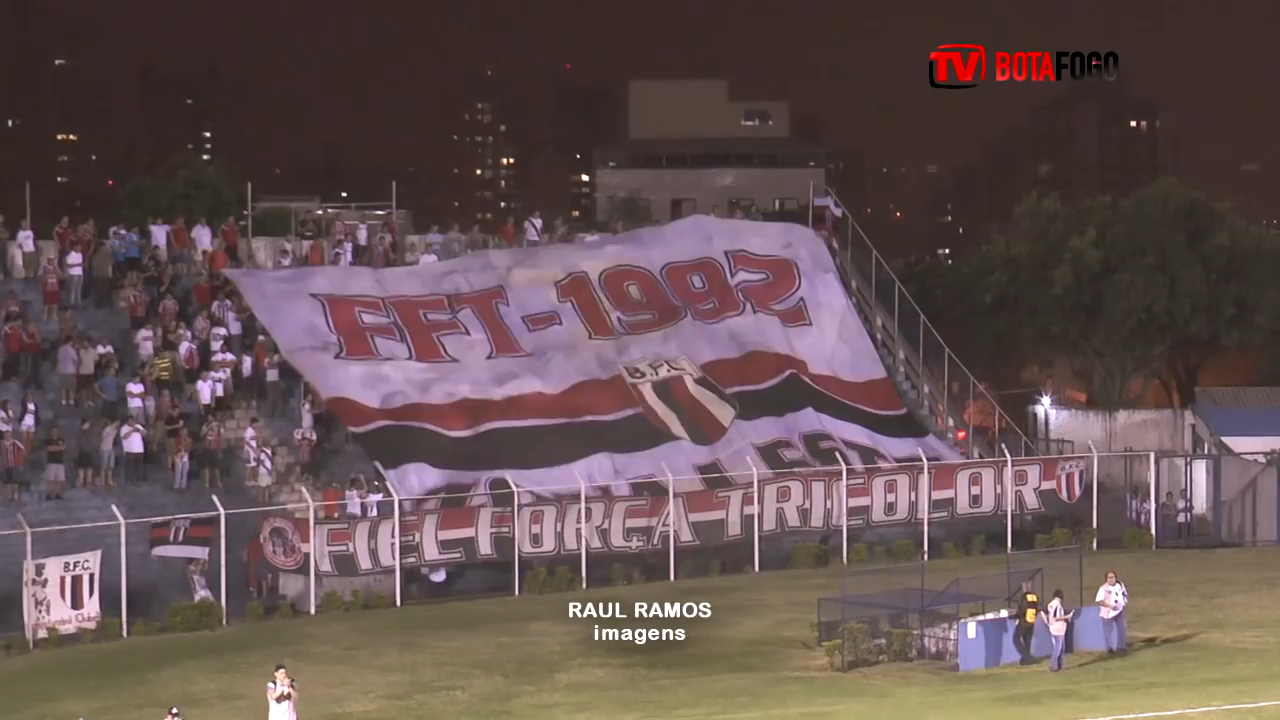 TV BOTAFOGO
FFT-1992
B.F.C.
FIEL FORÇA TRICOLOR
B.F.C.
B.F.C.
RAUL RAMOS
imagens